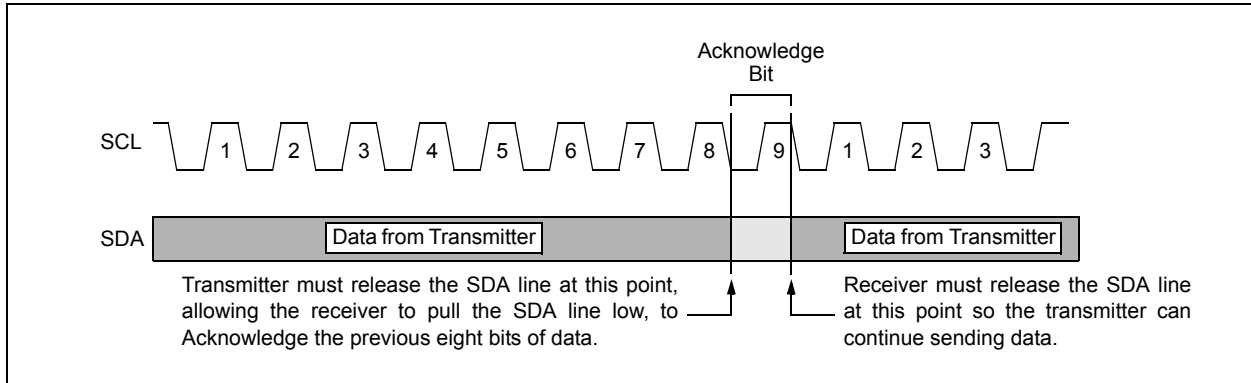 Acknowledge
Bit
SCL
1 2 3 4 5 6 7 8 9 1 2 3
SDA
Data from Transmitter
Data from Transmitter
Transmitter must release the SDA line at this point,
allowing the receiver to pull the SDA line low, to
Acknowledge the previous eight bits of data.
Receiver must release the SDA line
at this point so the transmitter can
continue sending data.